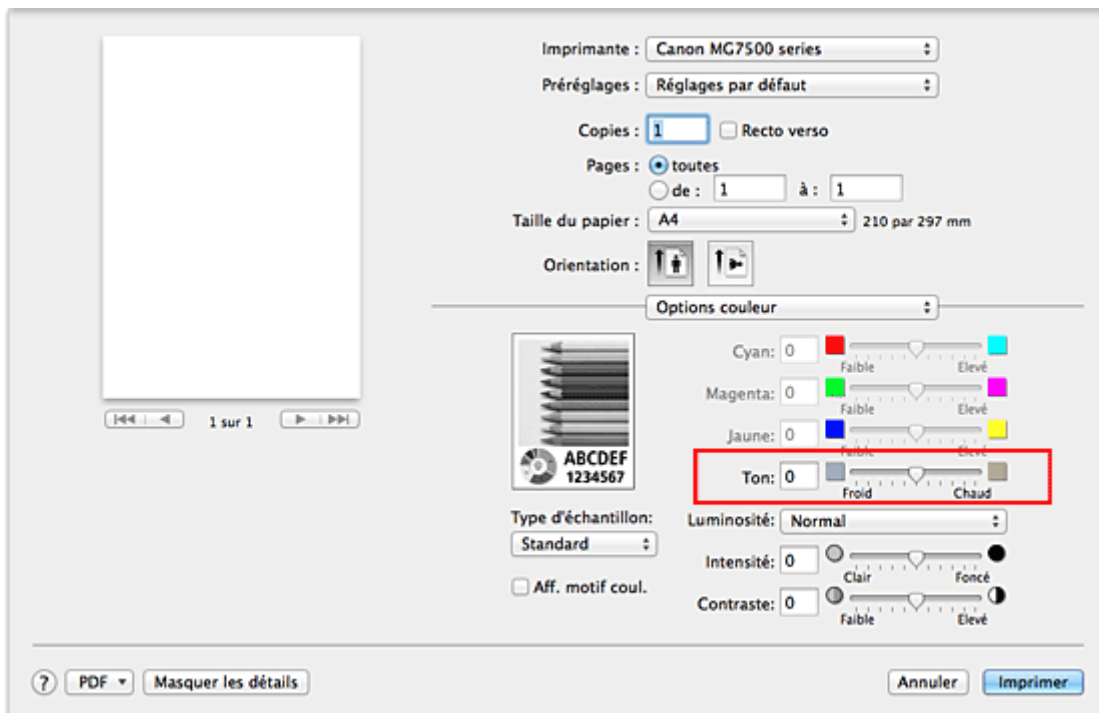 Imprimante : Canon MG7500 series
Préréglages : Réglages par défaut
Copies : 1 Recto verso
Pages : toutes
de : 1 à : 1
Taille du papier : A4 210 par 297 mm
Orientation :
Options couleur
1 sur 1
ABCDEF
1234567
Type d'échantillon:
Standard
Aff. motif coul.
Cyan: 0
Faible Elevé
Magenta: 0
Faible Elevé
Jaune: 0
Faible Elevé
Ton: 0
Froid Chaud
Luminosité: Normal
Intensité: 0
Clair Foncé
Contraste: 0
Faible Elevé
? PDF Masquer les détails Annuler Imprimer